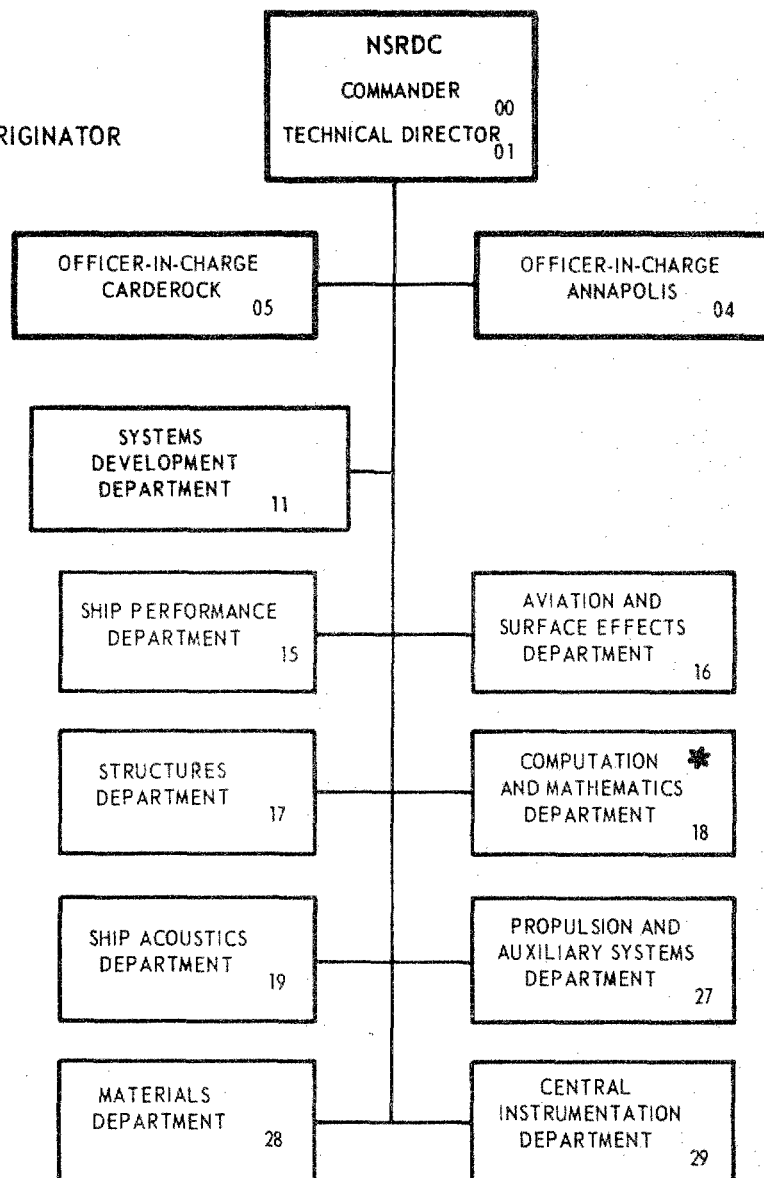 NSRDC
COMMANDER
00
TECHNICAL DIRECTOR
01
RIGINATOR
OFFICER-IN-CHARGE
CARDEROCK
05
OFFICER-IN-CHARGE
ANNAPOLIS
04
SYSTEMS
DEVELOPMENT
DEPARTMENT
11
SHIP PERFORMANCE
DEPARTMENT
15
AVIATION AND
SURFACE EFFECTS
DEPARTMENT
16
STRUCTURES
DEPARTMENT
17
COMPUTATION *
AND MATHEMATICS
DEPARTMENT
18
SHIP ACOUSTICS
DEPARTMENT
19
PROPULSION AND
AUXILIARY SYSTEMS
DEPARTMENT
27
MATERIALS
DEPARTMENT
28
CENTRAL
INSTRUMENTATION
DEPARTMENT
29